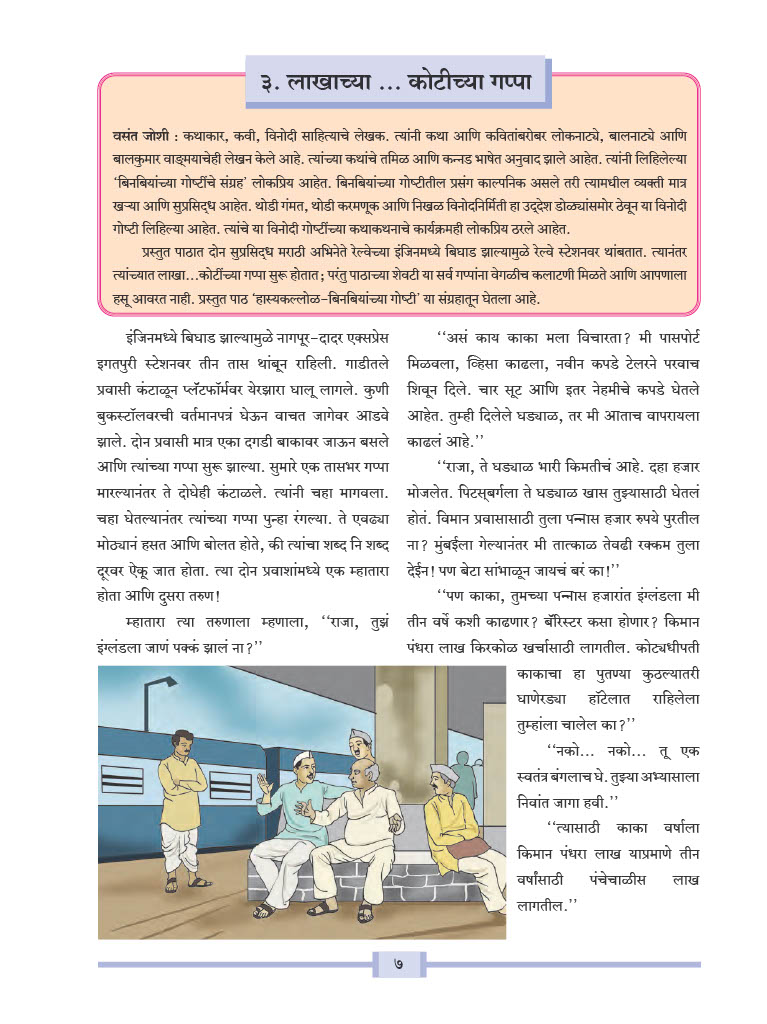 ३. लाखाच्या ... कोटीच्या गप्पा
वसंत जोशी : कथाकार, कवी, विनोदी साहित्याचे लेखक. त्यांनी कथा आणि कवितांबरोबर लोकनाट्ये, बालनाट्ये आणि
बालकुमार वाङ्‌मयाचेही लेखन केले आहे. त्यांच्या कथांचे तमिळ आणि कन्नड भाषेत अनुवाद झाले आहेत. त्यांनी लिहिलेल्या
‘बिनबियांच्या गोष्टींचे संग्रह’ लोकप्रिय आहेत. बिनबियांच्या गोष्टीतील प्रसंग काल्पनिक असले तरी त्यामधील व्यक्ती मात्र
खऱ्या आणि सुप्रसिद्ध आहेत. थोडी गंमत, थोडी करमणूक आणि निखळ विनोदनिर्मिती हा उद्‌देश डोळ्यांसमोर ठेवून या विनोदी
गोष्टी लिहिल्या आहेत. त्यांचे या विनोदी गोष्टींच्या कथाकथनाचे कार्यक्रमही लोकप्रिय ठरले आहेत.
प्रस्तुत पाठात दोन सुप्रसिद्ध मराठी अभिनेते रेल्वेच्या इंजिनमध्ये बिघाड झाल्यामुळे रेल्वे स्टेशनवर थांबतात. त्यानंतर
त्यांच्यात लाखा...कोटींच्या गप्पा सुरू होतात; परंतु पाठाच्या शेवटी या सर्व गप्पांना वेगळीच कलाटणी मिळते आणि आपणाला
हसू आवरत नाही. प्रस्तुत पाठ ‘हास्यकल्लोळ-बिनबियांच्या गोष्टी’ या संग्रहातून घेतला आहे.
इंजिनमध्ये बिघाड झाल्यामुळे नागपूर-दादर एक्सप्रेस
इगतपुरी स्टेशनवर तीन तास थांबून राहिली. गाडीतले
प्रवासी कंटाळून प्लॅटफॉर्मवर येरझारा घालू लागले. कुणी
बुकस्टॉलवरची वर्तमानपत्रं घेऊन वाचत जागेवर आडवे
झाले. दोन प्रवासी मात्र एका दगडी बाकावर जाऊन बसले
आणि त्यांच्या गप्पा सुरू झाल्या. सुमारे एक तासभर गप्पा
मारल्यानंतर ते दोघेही कंटाळले. त्यांनी चहा मागवला.
चहा घेतल्यानंतर त्यांच्या गप्पा पुन्हा रंगल्या. ते एवढ्या
मोठ्यानं हसत आणि बोलत होते, की त्यांचा शब्द नि शब्द
दूरवर ऐकू जात होता. त्या दोन प्रवाशांमध्ये एक म्हातारा
होता आणि दुसरा तरुण!
म्हातारा त्या तरुणाला म्हणाला, ‘‘राजा, तुझं
इंग्लंडला जाणं पक्कं झालं ना?’’
‘‘असं काय काका मला विचारता? मी पासपोर्ट
मिळवला, व्हिसा काढला, नवीन कपडे टेलरने परवाच
शिवून दिले. चार सूट आणि इतर नेहमीचे कपडे घेतले
आहेत. तुम्ही दिलेले घड्याळ, तर मी आताच वापरायला
काढलं आहे.’’
‘‘राजा, ते घड्याळ भारी किमतीचं आहे. दहा हजार
मोजलेत. पिटस्‌बर्गला ते घड्याळ खास तुझ्यासाठी घेतलं
होतं. विमान प्रवासासाठी तुला पन्नास हजार रुपये पुरतील
ना? मुंबईला गेल्यानंतर मी तात्काळ तेवढी रक्कम तुला
देईन! पण बेटा सांभाळून जायचं बरं का!’’
‘‘पण काका, तुमच्या पन्नास हजारांत इंग्लंडला मी
तीन वर्षे कशी काढणार? बॅरिस्टर कसा होणार? किमान
पंधरा लाख किरकोळ खर्चासाठी लागतील. कोट्यधीपती
काकाचा हा पुतण्या कुठल्यातरी
घाणेरड्या हॉटेलात राहिलेला
तुम्हांला चालेल का?’’
‘‘नको... नको... तू एक
स्वतंत्र बंगलाच घे. तुझ्या अभ्यासाला
निवांत जागा हवी.’’
‘‘त्यासाठी काका वर्षाला
किमान पंधरा लाख याप्रमाणे तीन
वर्षांसाठी पंचेचाळीस लाख
लागतील.’’
७